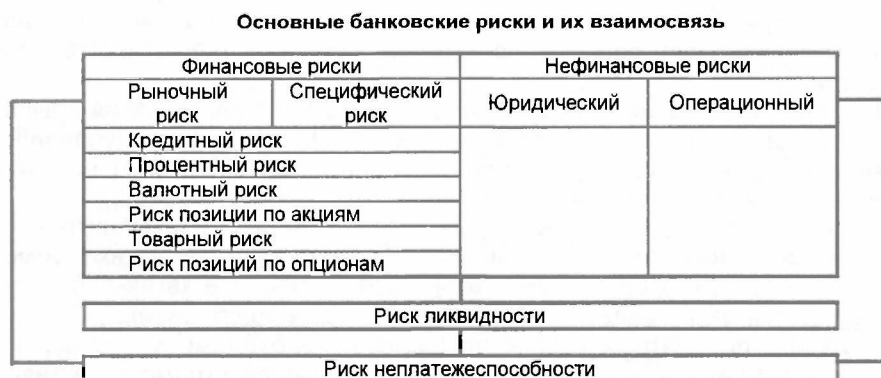 Основные банковские риски и их взаимосвязь
Финансовые риски
Нефинансовые риски
Рыночный
риск
Специфический
риск
Юридический
Операционный
Кредитный риск
Процентный риск
Валютный риск
Риск позиции по акциям
Товарный риск
Риск позиций по опционам
Риск ликвидности
Риск неплатежеспособности